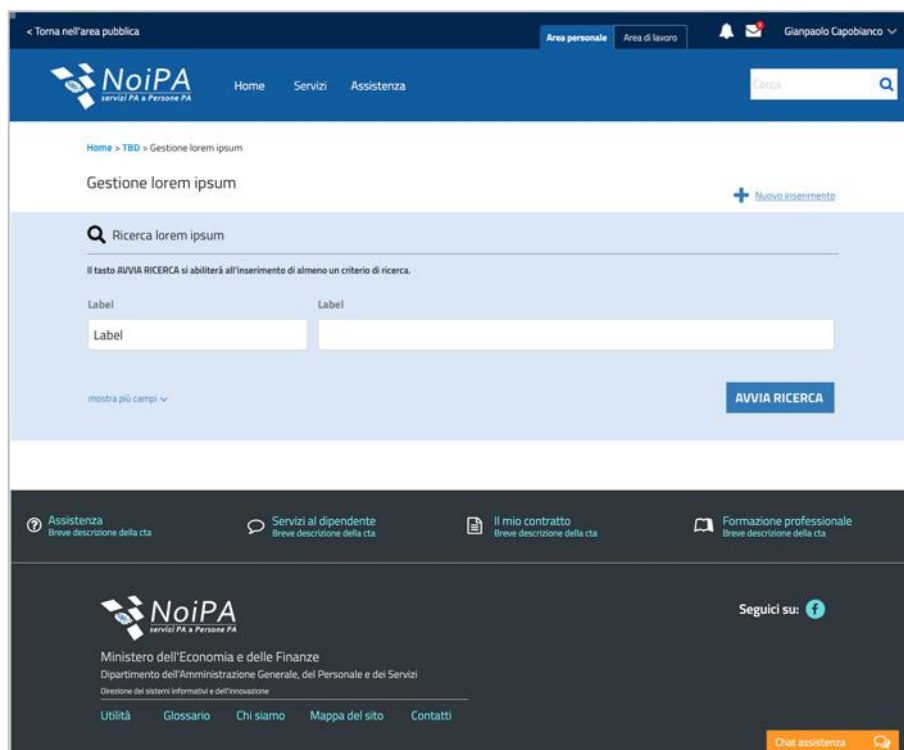 < Torna nell'area pubblica
Area personale
Area di lavoro
Gianpaolo Capobianco
NoiPA
servizi PA a Persone PA
Home
Servizi
Assistenza
Cerca
Home > TBD > Gestione lorem ipsum
Gestione lorem ipsum
Nuovo inserimento
Ricerca lorem ipsum
Il tasto AVVIA RICERCA si abiliterà all'inserimento di almeno un criterio di ricerca.
Label
Label
Label
mostra più campi
AVVIA RICERCA
Assistenza
Breve descrizione della cta
Servizi al dipendente
Breve descrizione della cta
Il mio contratto
Breve descrizione della cta
Formazione professionale
Breve descrizione della cta
NoiPA
servizi PA a Persone PA
Seguici su:
Ministero dell'Economia e delle Finanze
Dipartimento dell'Amministrazione Generale, del Personale e dei Servizi
Direzione dei sistemi informativi e dell'innovazione
Utilità
Glossario
Chi siamo
Mappa del sito
Contatti
Chat assistenza